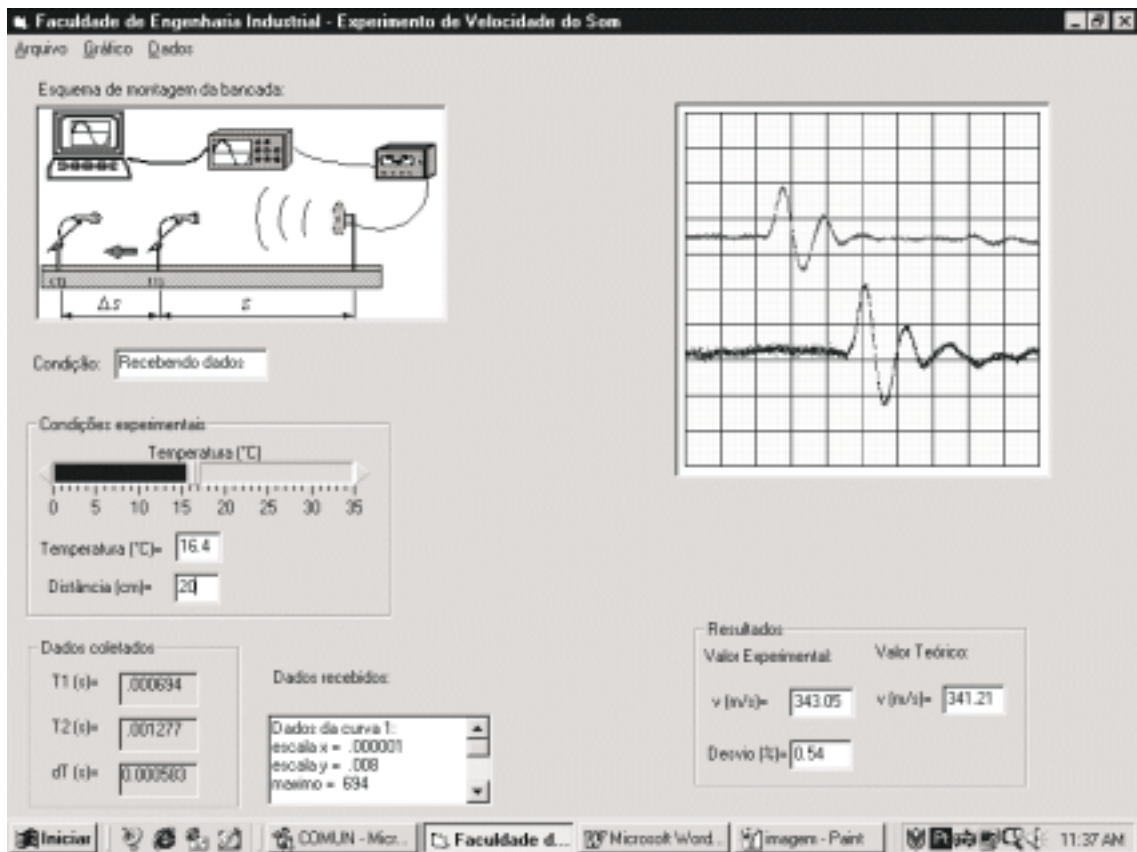 Faculdade de Engenharia Industrial - Experimento de Velocidade do Som
Arquivo Gráfico Dados
Esquema de montagem da bancada:
Δs s
Condição: Recebendo dados
Condições experimentais
Temperatura (°C)
0 5 10 15 20 25 30 35
Temperatura (°C)= 16.4
Distância (cm)= 20
Dados coletados
T1 (s)= .000694
T2 (s)= .001277
dT (s)= 0.000583
Dados recebidos:
Dados da curva 1:
escala x = .000001
escala y = .008
maximo = 694
Resultados
Valor Experimental: Valor Teórico:
v (m/s)= 343.05 v (m/s)= 341.21
Desvio (%)= 0.54
Iniciar COMUN - Micr... Faculdade d... Microsoft Word... imagem - Paint 11:37 AM